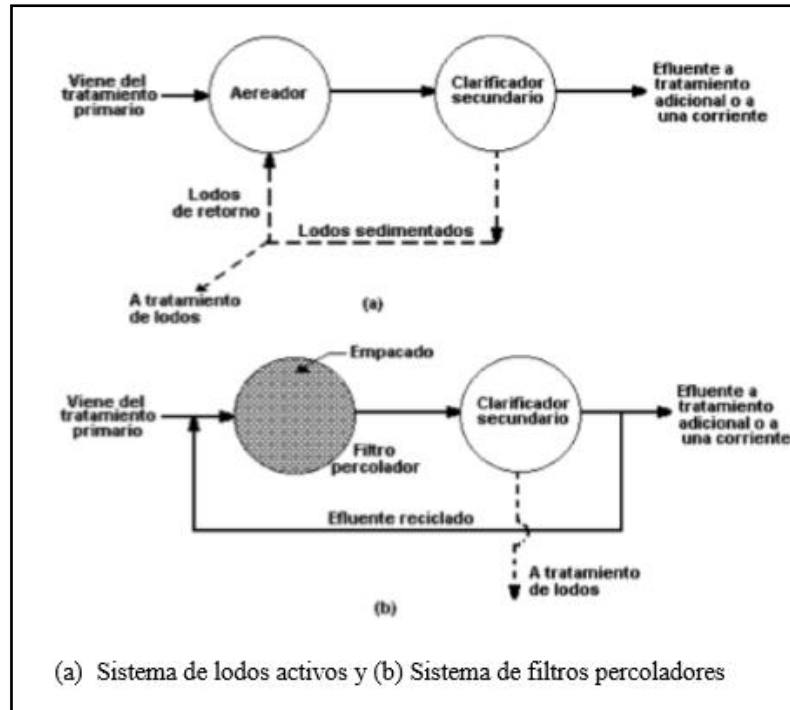 Viene del
tratamiento
primario
Aereador
Clarificador
secundario
Efluente a
tratamiento
adicional o a
una corriente
Lodos
de retorno
Lodos sedimentados
A tratamiento
de lodos
(a)
Empacado
Viene del
tratamiento
primario
Clarificador
secundario
Efluente a
tratamiento
adicional o a
una corriente
Filtro
percolador
Efluente reciclado
A tratamiento
de lodos
(b)
(a) Sistema de lodos activos y (b) Sistema de filtros percoladores